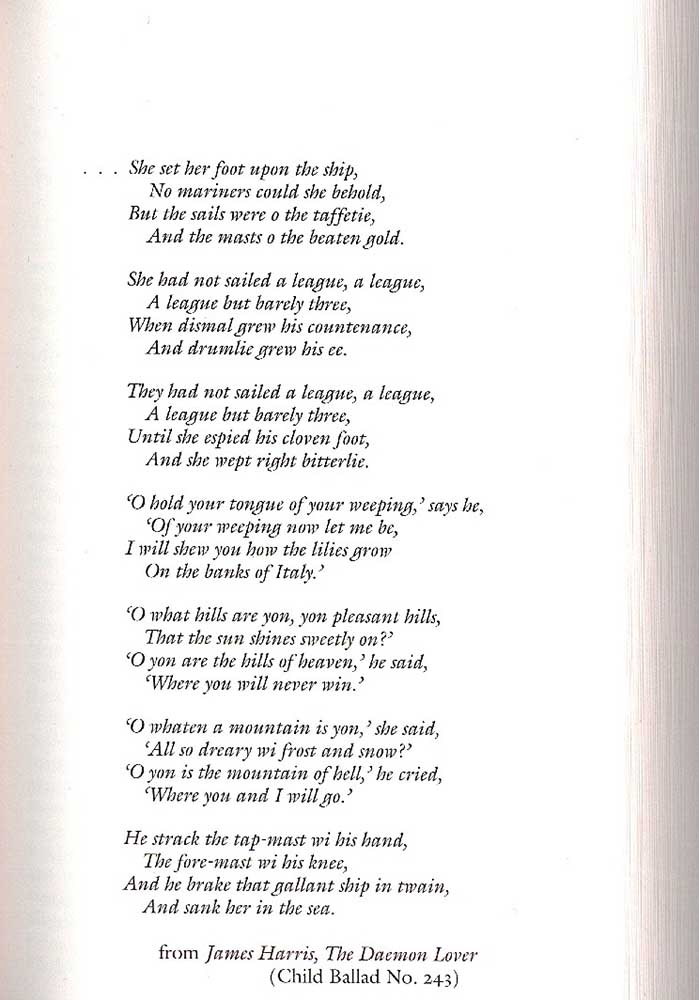 . . . She set her foot upon the ship,
No mariners could she behold,
But the sails were o the taffetie,
And the masts o the beaten gold.
She had not sailed a league, a league,
A league but barely three,
When dismal grew his countenance,
And drumlie grew his ee.
They had not sailed a league, a league,
A league but barely three,
Until she espied his cloven foot,
And she wept right bitterlie.
‘O hold your tongue of your weeping,’ says he,
‘Of your weeping now let me be,
I will shew you how the lilies grow
On the banks of Italy.’
‘O what hills are yon, yon pleasant hills,
That the sun shines sweetly on?’
‘O yon are the hills of heaven,’ he said,
‘Where you will never win.’
‘O whaten a mountain is yon,’ she said,
‘All so dreary wi frost and snow?’
‘O yon is the mountain of hell,’ he cried,
‘Where you and I will go.’
He strack the tap-mast wi his hand,
The fore-mast wi his knee,
And he brake that gallant ship in twain,
And sank her in the sea.
from James Harris, The Daemon Lover
(Child Ballad No. 243)